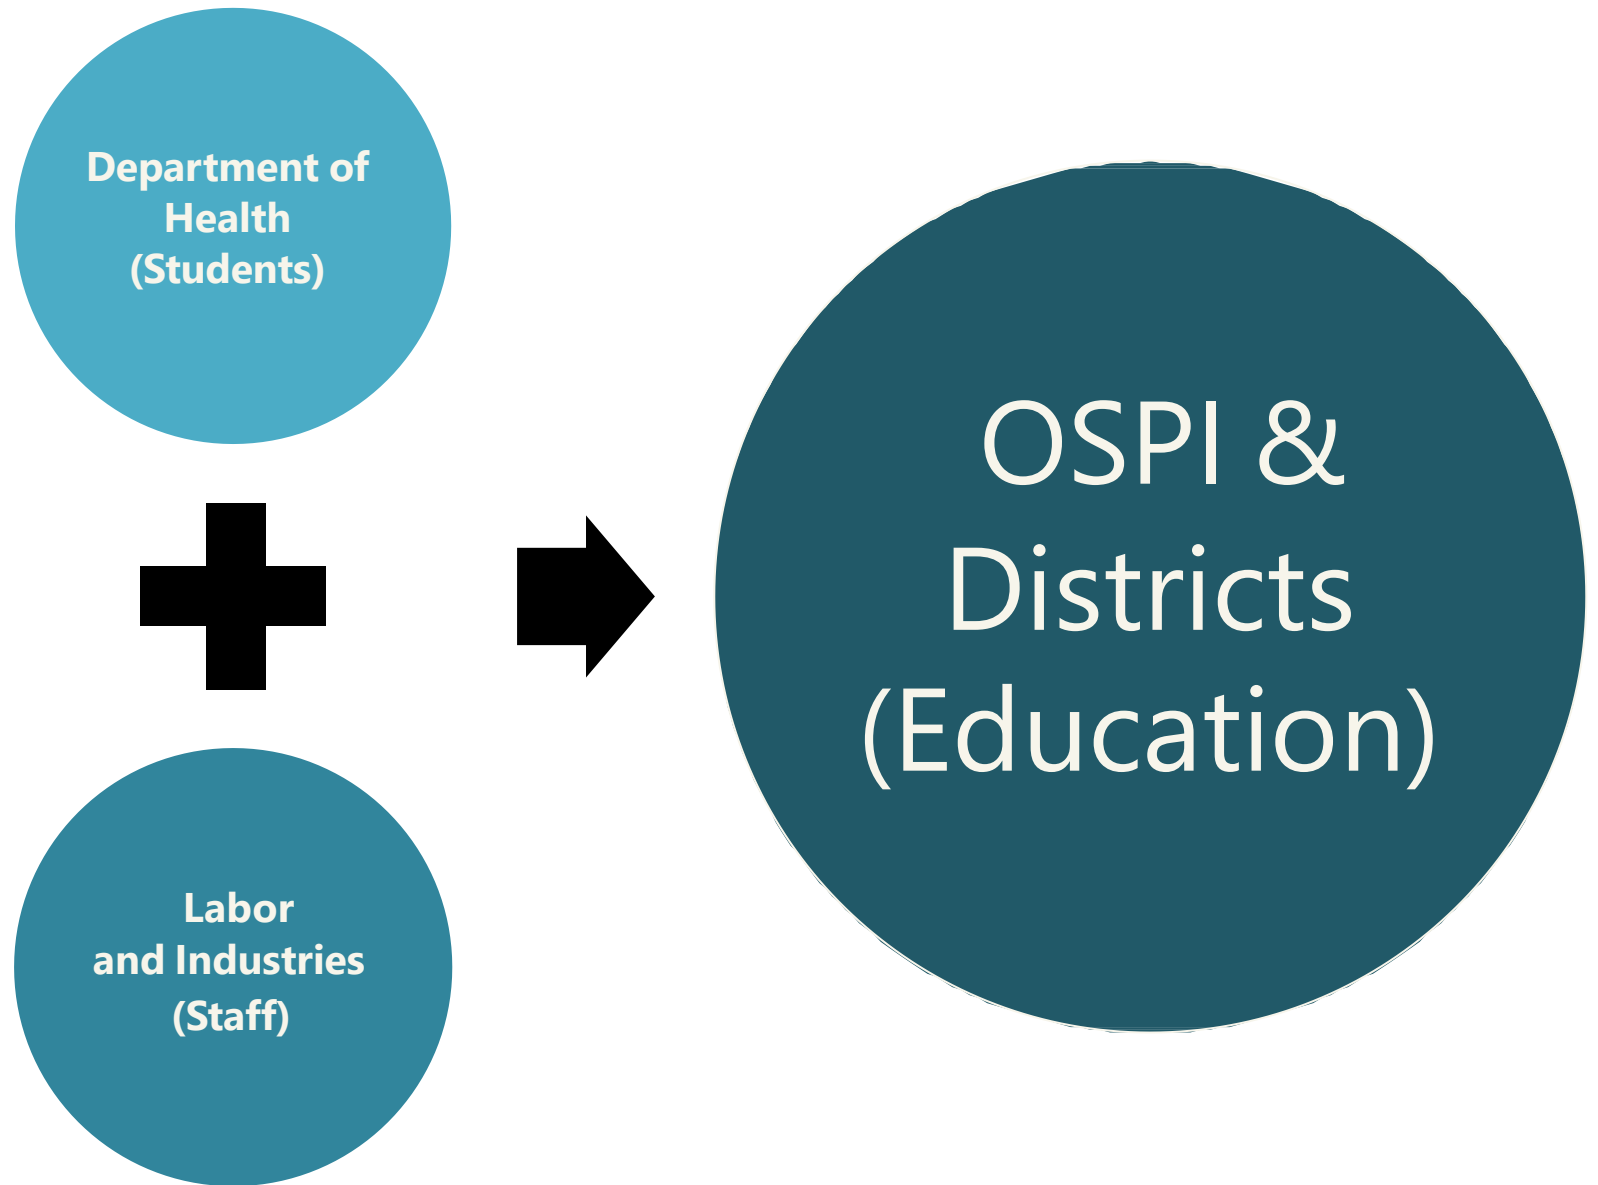 Department of
Health
(Students)
Labor
and Industries
(Staff)
OSPI &
Districts
(Education)